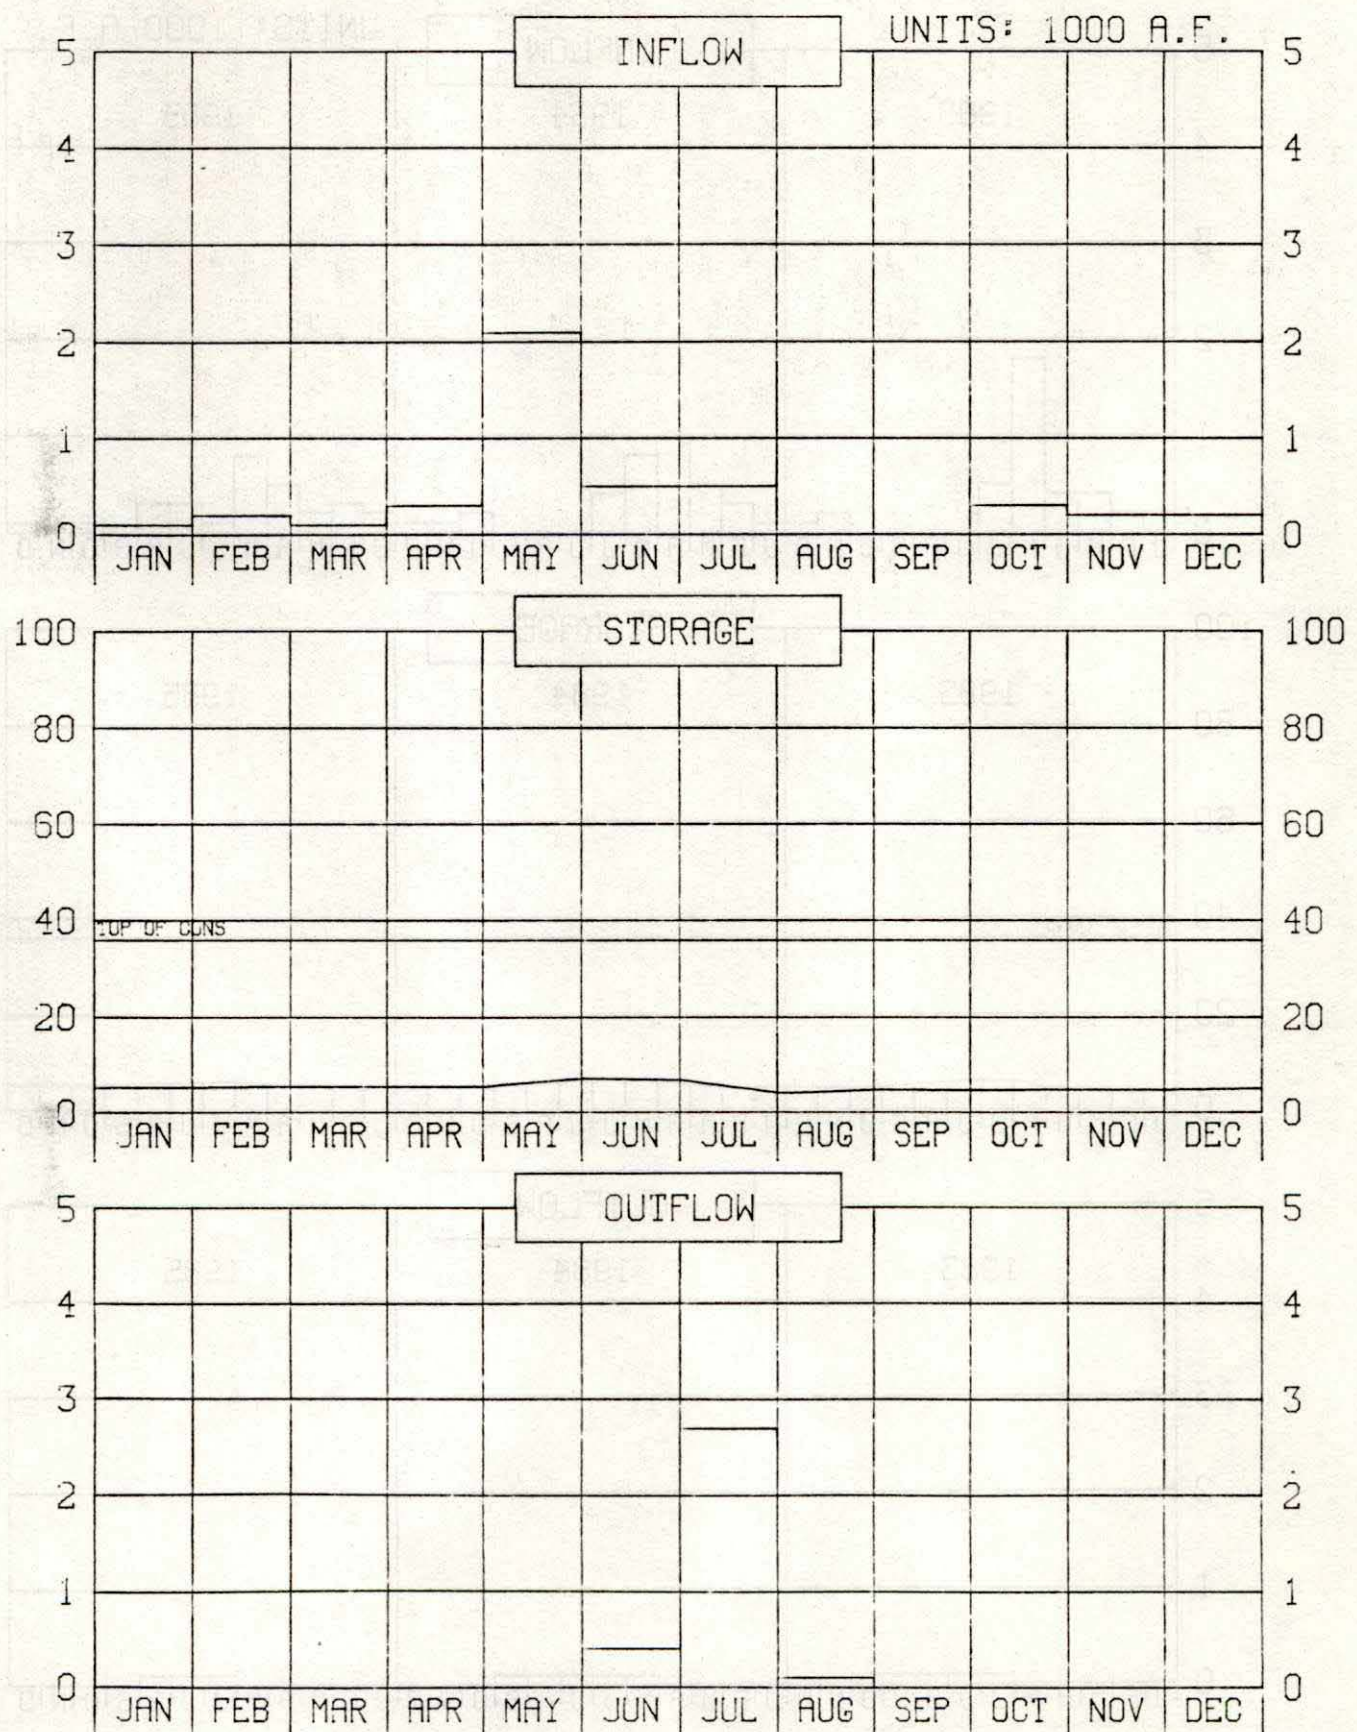 INFLOW
UNITS: 1000 A.F.
5 5
4 4
3 3
2 2
1 1
0 0
JAN FEB MAR APR MAY JUN JUL AUG SEP OCT NOV DEC
STORAGE
100 100
80 80
60 60
40 40
TOP OF CONS
20 20
0 0
JAN FEB MAR APR MAY JUN JUL AUG SEP OCT NOV DEC
OUTFLOW
5 5
4 4
3 3
2 2
1 1
0 0
JAN FEB MAR APR MAY JUN JUL AUG SEP OCT NOV DEC